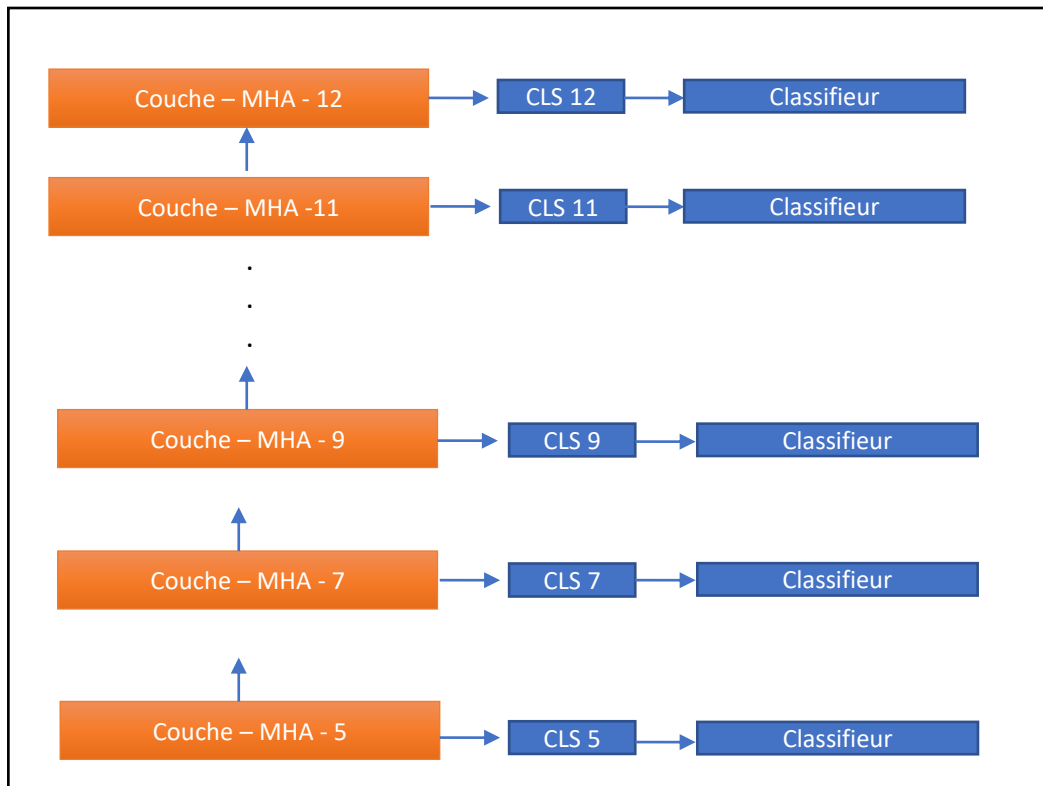 Couche – MHA - 12 CLS 12 Classifieur
Couche – MHA -11 CLS 11 Classifieur
.
.
.
Couche – MHA - 9 CLS 9 Classifieur
Couche – MHA - 7 CLS 7 Classifieur
Couche – MHA - 5 CLS 5 Classifieur